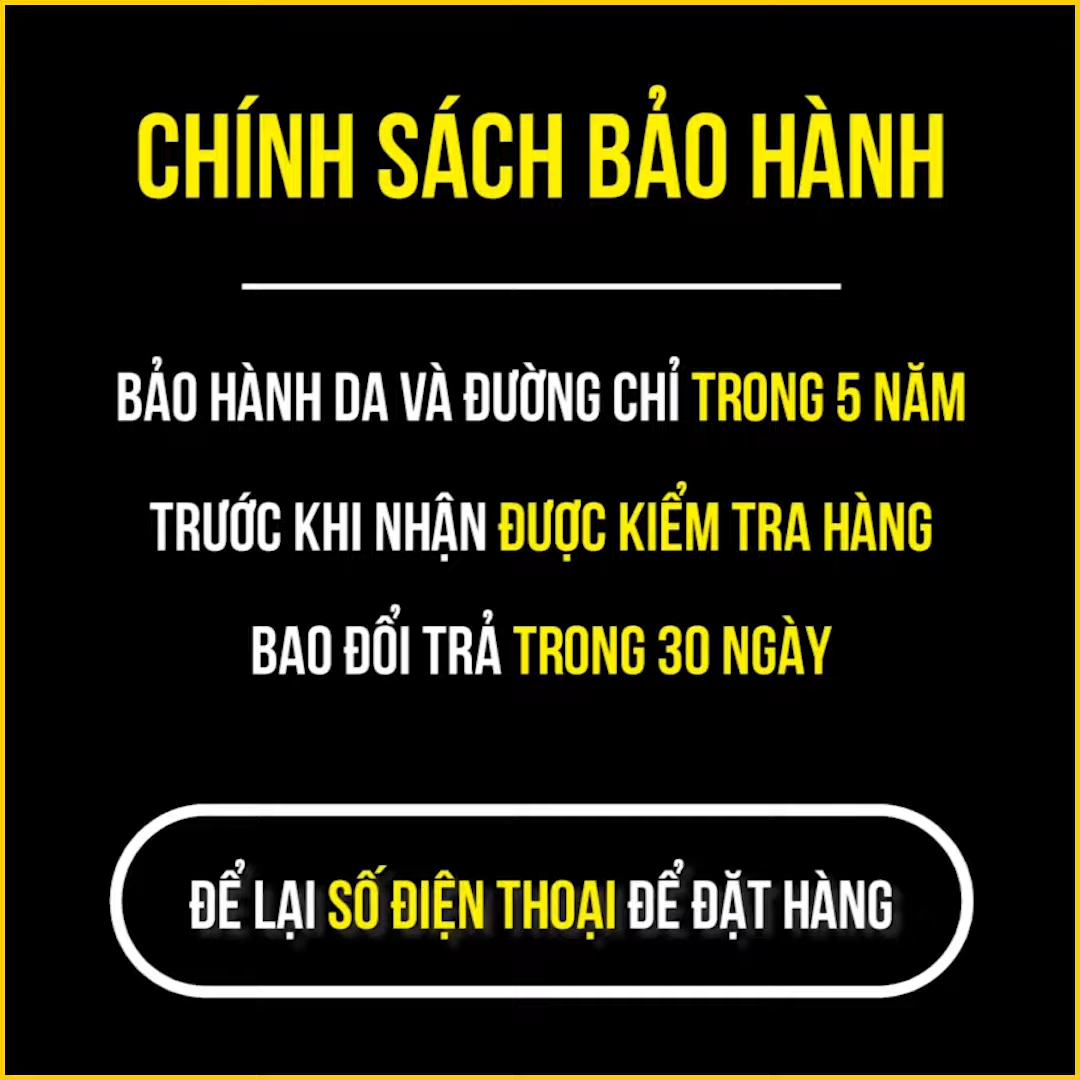 CHÍNH SÁCH BẢO HÀNH
BẢO HÀNH DA VÀ ĐƯỜNG CHỈ TRONG 5 NĂM
TRƯỚC KHI NHẬN ĐƯỢC KIỂM TRA HÀNG
BAO ĐỔI TRẢ TRONG 30 NGÀY
ĐỂ LẠI SỐ ĐIỆN THOẠI ĐỂ ĐẶT HÀNG